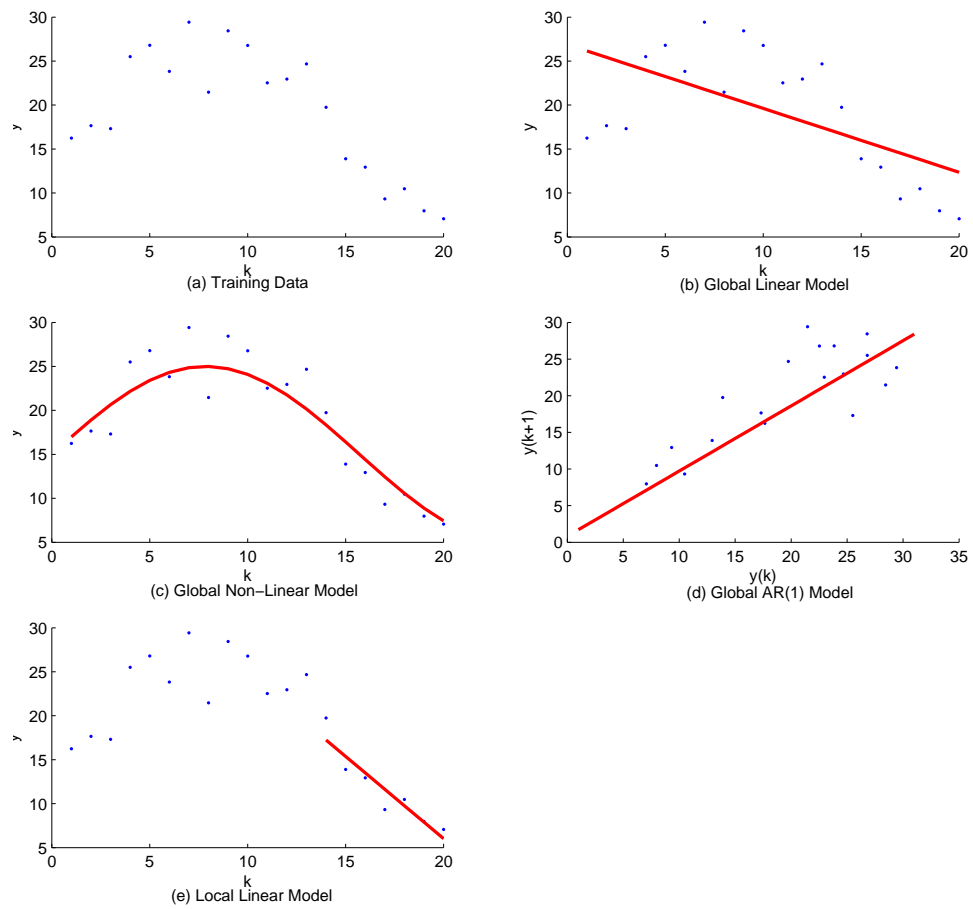 30
25
20
15
10
5
y
0 5 10 15 20
k
(a) Training Data
30
25
20
15
10
5
y
0 5 10 15 20
k
(b) Global Linear Model
30
25
20
15
10
5
y
0 5 10 15 20
k
(c) Global Non−Linear Model
30
25
20
15
10
5
0
y(k+1)
0 5 10 15 20 25 30 35
y(k)
(d) Global AR(1) Model
30
25
20
15
10
5
y
0 5 10 15 20
k
(e) Local Linear Model